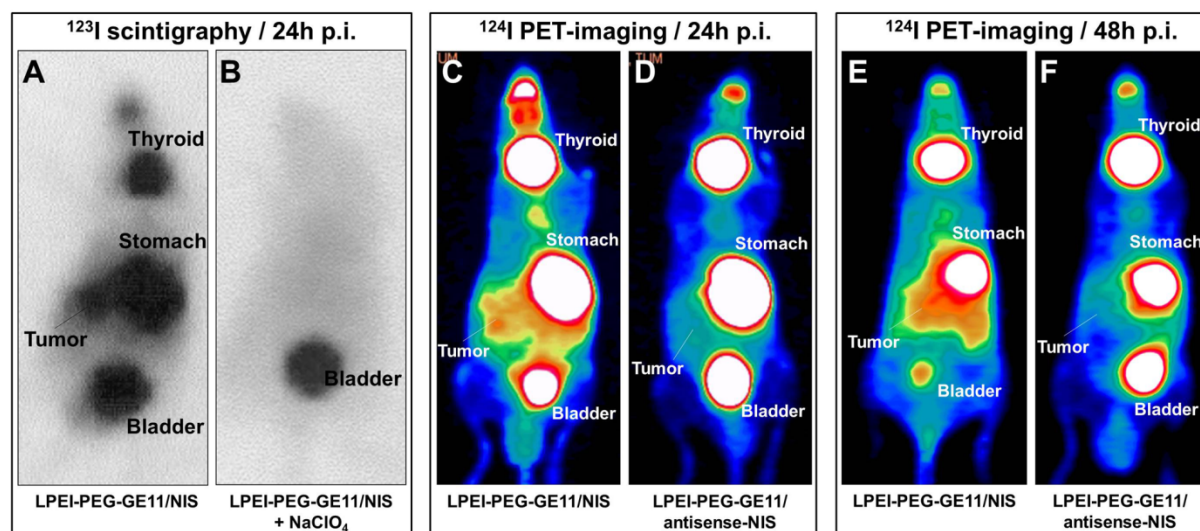 ¹²³I scintigraphy / 24h p.i.
A
B
Thyroid
Stomach
Tumor
Bladder
Bladder
LPEI-PEG-GE11/NIS
LPEI-PEG-GE11/NIS
+ NaClO₄
¹²⁴I PET-imaging / 24h p.i.
UM
C
TUM
D
Thyroid
Stomach
Tumor
Bladder
Thyroid
Stomach
Tumor
Bladder
LPEI-PEG-GE11/NIS
LPEI-PEG-GE11/
antisense-NIS
¹²⁴I PET-imaging / 48h p.i.
E
F
Thyroid
Stomach
Tumor
Bladder
Thyroid
Stomach
Tumor
Bladder
LPEI-PEG-GE11/NIS
LPEI-PEG-GE11/
antisense-NIS